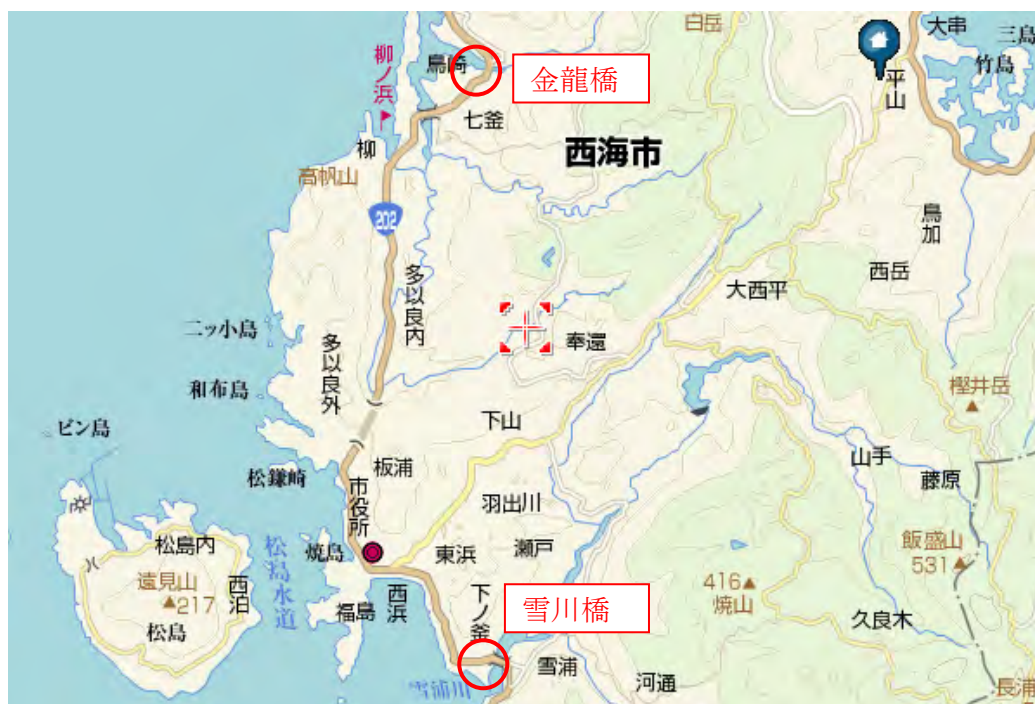 白岳
大串
三島
竹島
平山
鳥崎
柳ノ浜
金龍橋
七釜
西海市
柳
高帆山
202
鳥加
西岳
多以良内
大西平
二ッ小島
多以良外
奉還
和布島
樫井岳
下山
ビン島
松鎌崎
板浦
市役所
山手
藤原
羽出川
松島内
松島水道
焼島
東浜
瀬戸
飯盛山
531
遠見山
217
西泊
西浜
福島
下ノ釜
雪川橋
416
焼山
久良木
松島
雪浦
雪浦川
河通
長浦